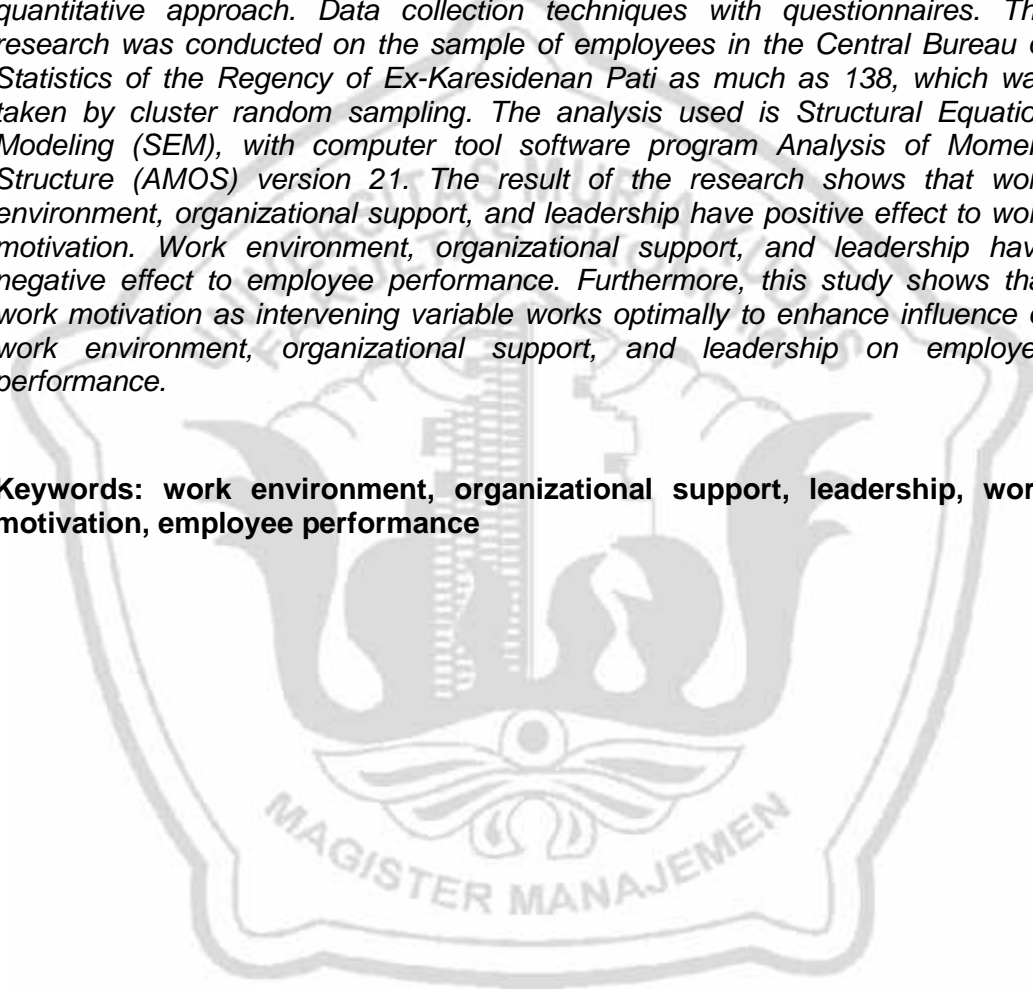 quantitative approach. Data collection techniques with questionnaires. Th
research was conducted on the sample of employees in the Central Bureau o
Statistics of the Regency of Ex-Karesidenan Pati as much as 138, which wa
taken by cluster random sampling. The analysis used is Structural Equatio
Modeling (SEM), with computer tool software program Analysis of Momen
Structure (AMOS) version 21. The result of the research shows that wor
environment, organizational support, and leadership have positive effect to wor
motivation. Work environment, organizational support, and leadership hav
negative effect to employee performance. Furthermore, this study shows tha
work motivation as intervening variable works optimally to enhance influence o
work environment, organizational support, and leadership on employe
performance.
Keywords: work environment, organizational support, leadership, wor
motivation, employee performance
UNIVERSITAS MURIA KUDUS
FAKULTAS EKONOMI
MAGISTER MANAJEMEN